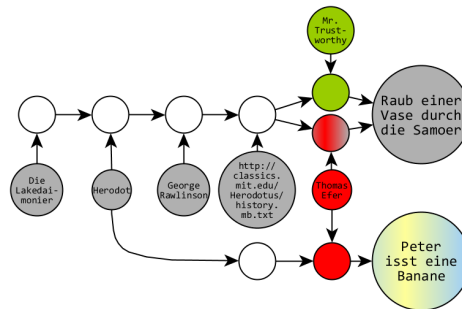 Mr.
Trust-
worthy
Raub einer
Vase durch
die Samoer
Die
Lakedai-
monier
Herodot
George
Rawlinson
http://
classics.
mit.edu/
Herodotus/
history.
mb.txt
Thomas
Efer
Peter
isst eine
Banane